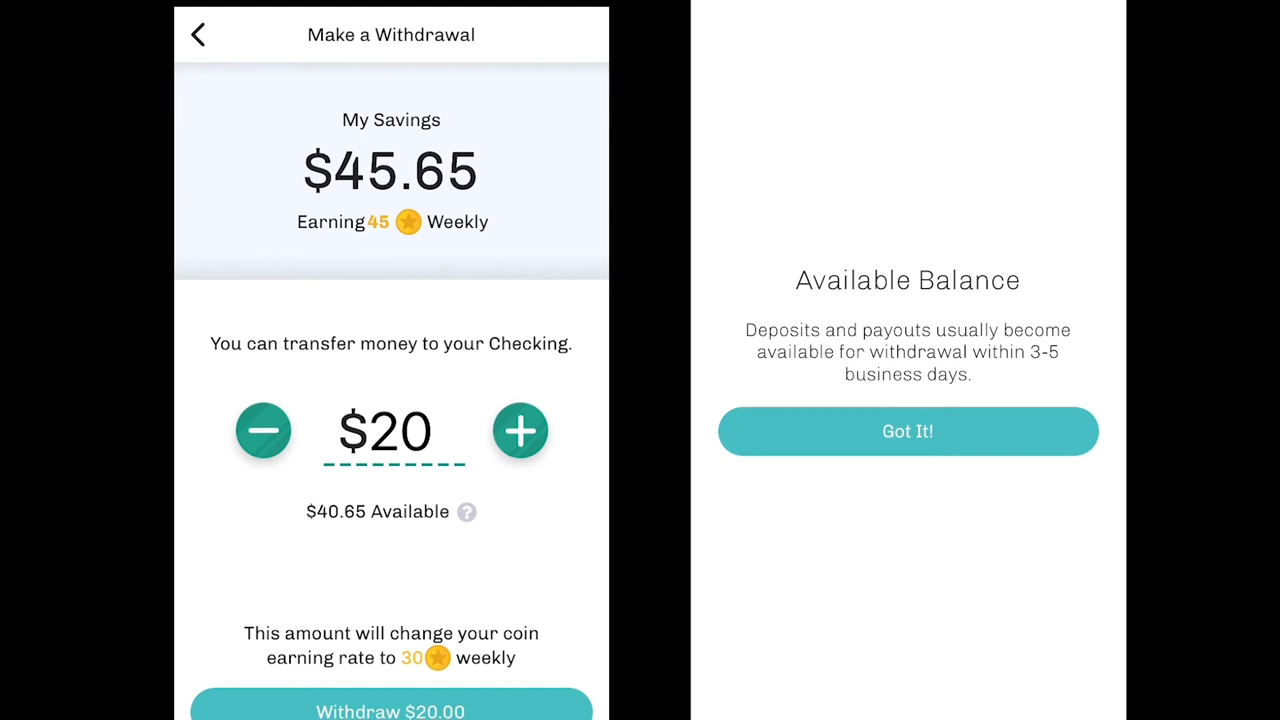 Make a Withdrawal
My Savings
$45.65
Earning 45 Weekly
You can transfer money to your Checking.
$20
$40.65 Available ?
This amount will change your coin
earning rate to 30 weekly
Withdraw $20.00
Available Balance
Deposits and payouts usually become
available for withdrawal within 3-5
business days.
Got It!